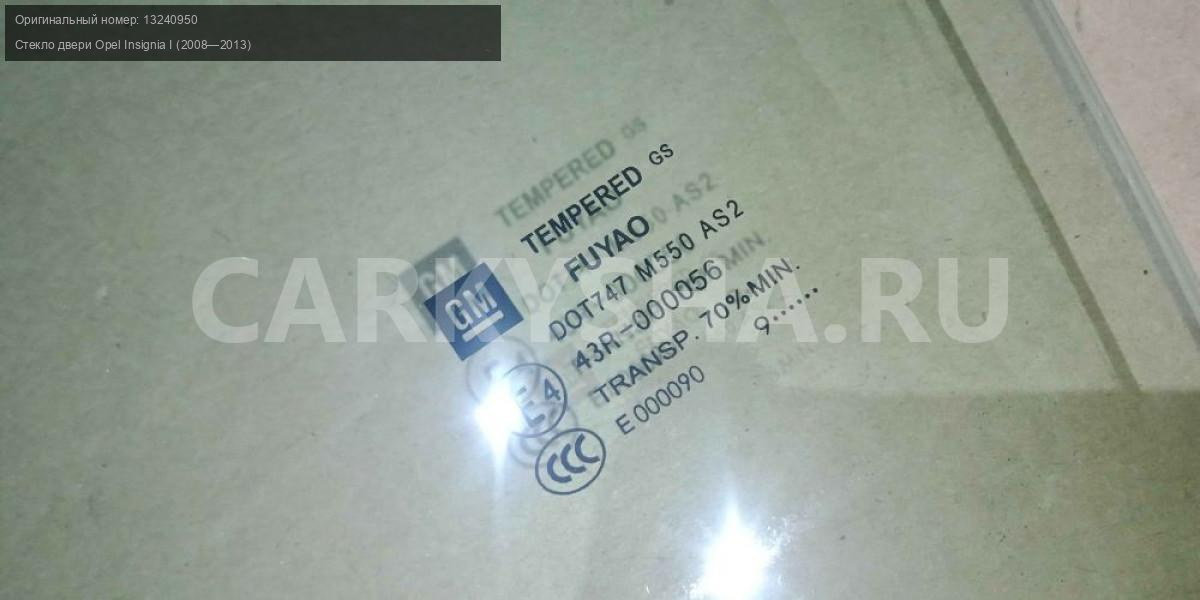 Оригинальный номер: 13240950
Стекло двери Opel Insignia I (2008—2013)
TEMPERED GS
FUYAO
GM
DOT747 M550 AS2
43R-000056
E4
TRANSP. 70%MIN.
CCC
E000090
9......
CARKYSHA.RU